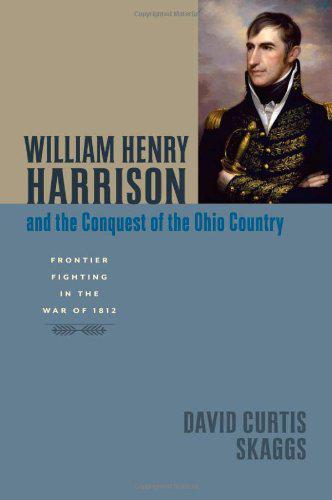 WILLIAM HENRY
HARRISON
and the Conquest of the Ohio Country
FRONTIER
FIGHTING
IN THE
WAR OF 1812
DAVID CURTIS
SKAGGS